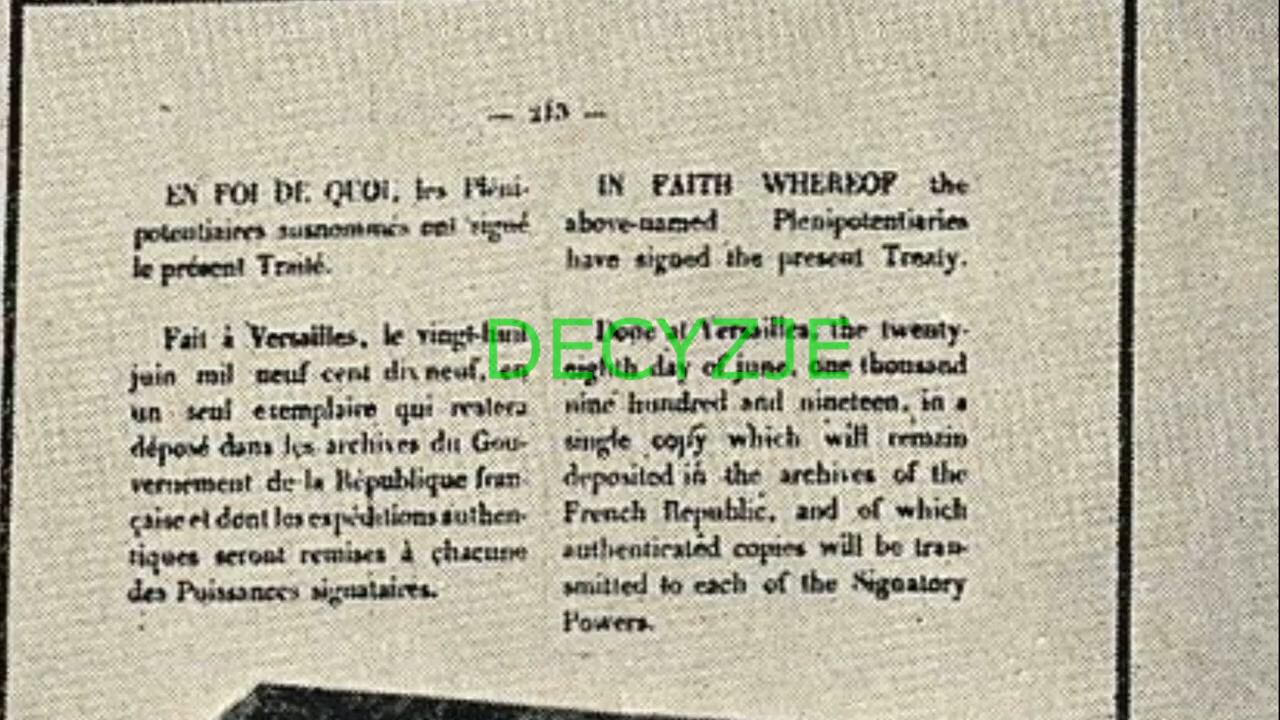 — 213 —
EN FOI DE QUOI, les Pléni-
potentiaires susnommés ont signé
le présent Traité.
Fait à Versailles, le vingt-huit
juin mil neuf cent dix neuf, en
un seul exemplaire qui restera
déposé dans les archives du Gou-
vernement de la République fran-
çaise et dont les expéditions authen-
tiques seront remises à chacune
des Puissances signataires.
IN FAITH WHEREOF the
above-named Plenipotentiaries
have signed the present Treaty.
Done at Versailles, the twenty-
eighth day of june, one thousand
nine hundred and nineteen, in a
single copy which will remain
deposited in the archives of the
French Republic, and of which
authenticated copies will be tran-
smitted to each of the Signatory
Powers.
DECYZJE